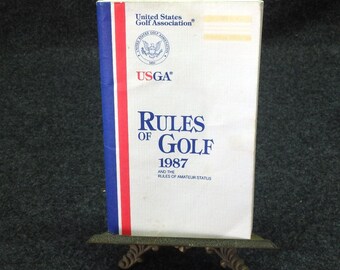 United States
Golf Association®
USGA®
RULES
OF GOLF
1987
AND THE
RULES OF AMATEUR STATUS